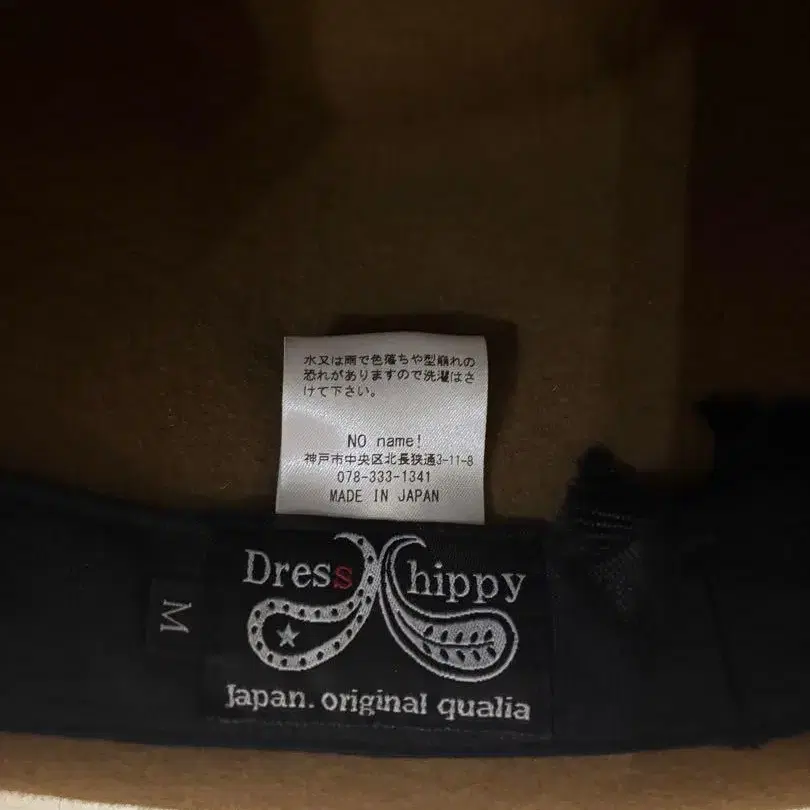 水又は雨で色落ちや型崩れの
恐れがありますので洗濯はさ
けて下さい。
NO name!
神戸市中央区北長狭通3-11-8
078-333-1341
MADE IN JAPAN
Dress hippy
M
Japan. original qualia